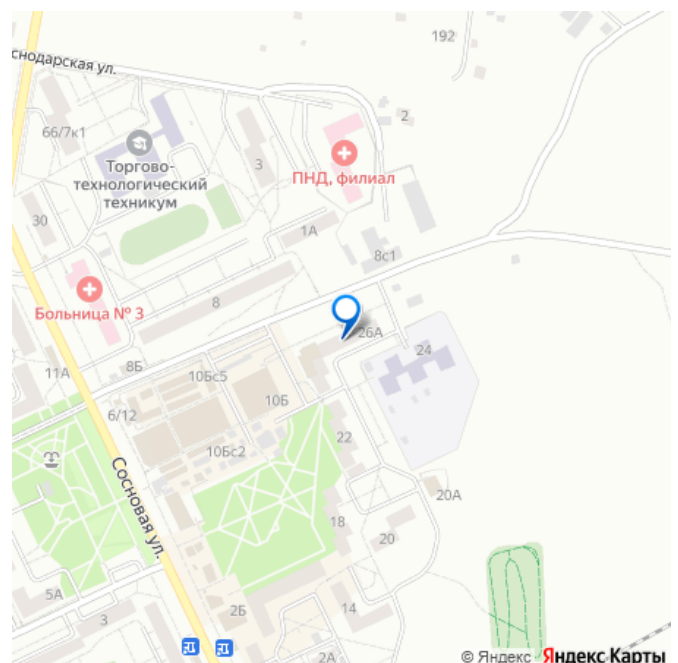 192
снодарская ул.
66/7к1
2
Торгово-
технологический
техникум
3
ПНД, филиал
30
1А
8с1
Больница № 3
8
26А
11А
8Б
24
10Бс5
10Б
6/12
10Бс2
22
Сосновая ул.
20А
18
20
5А
3
2Б
14
2А
© Яндекс Яндекс Карты